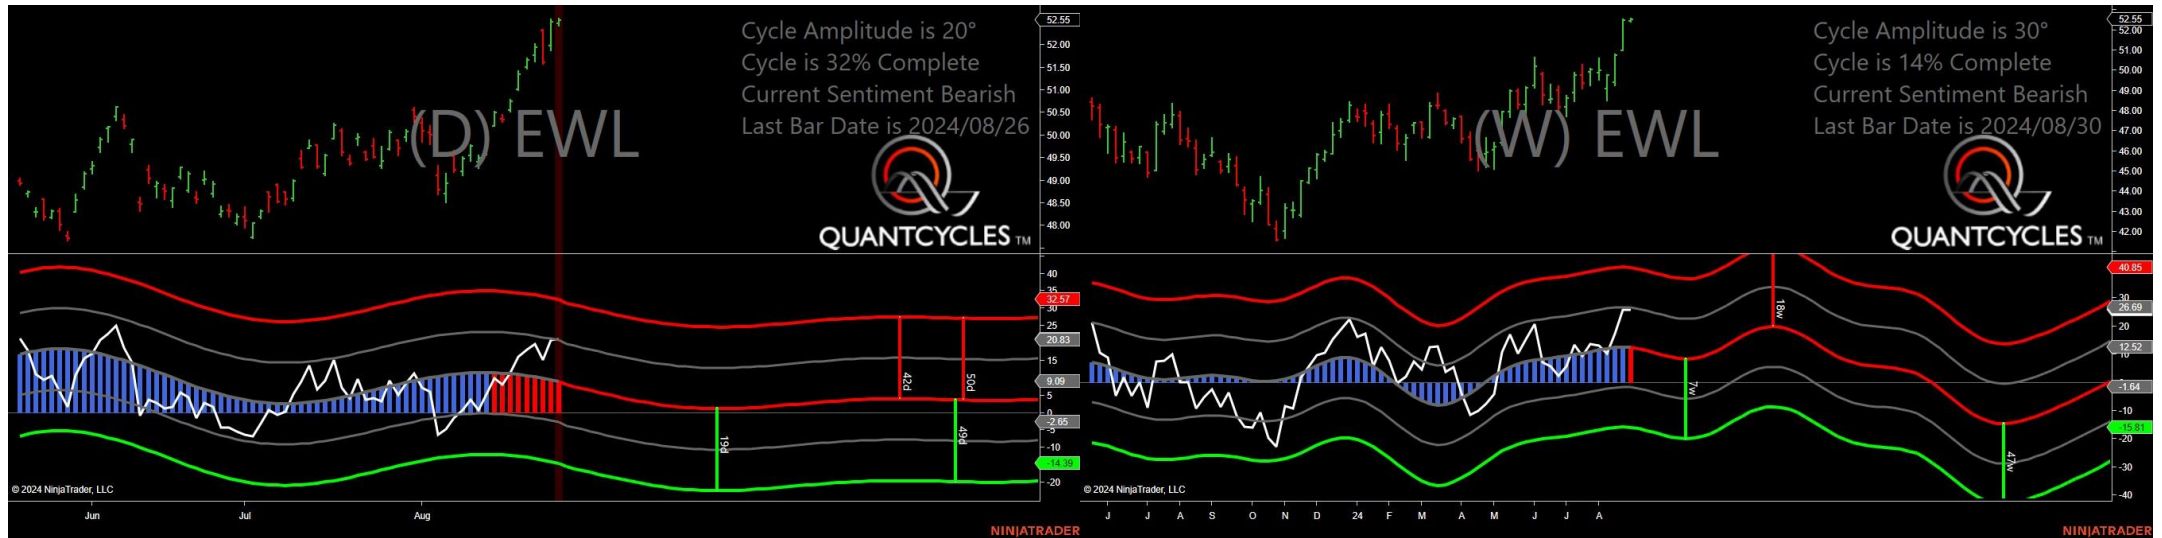 Cycle Amplitude is 20°
Cycle is 32% Complete
Current Sentiment Bearish
Last Bar Date is 2024/08/26
(D) EWL
QUANTCYCLES TM
52.55
52.00
51.50
51.00
50.50
50.00
49.50
49.00
48.50
48.00
40
35
32.57
30
25
20.83
15
9.09
5
0
-2.65
-5
-10
-14.39
-20
19d
42d
50d
49d
© 2024 NinjaTrader, LLC
Jun Jul Aug
NINJATRADER
Cycle Amplitude is 30°
Cycle is 14% Complete
Current Sentiment Bearish
Last Bar Date is 2024/08/30
(W) EWL
QUANTCYCLES TM
52.55
52.00
51.00
50.00
49.00
48.00
47.00
46.00
45.00
44.00
43.00
42.00
40.85
30
26.69
20
12.52
-1.64
-10
-15.81
-20
-30
-40
7w
18w
47w
© 2024 NinjaTrader, LLC
J J A S O N D 24 F M A M J J A
NINJATRADER